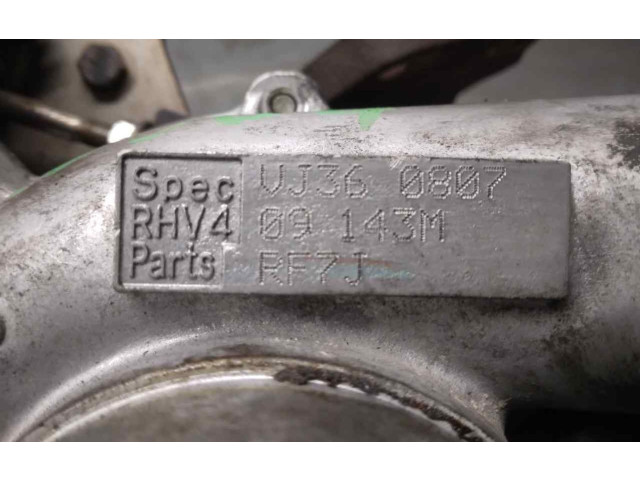 Spec VJ36 0807
RHV4 09 143M
Parts RF7J